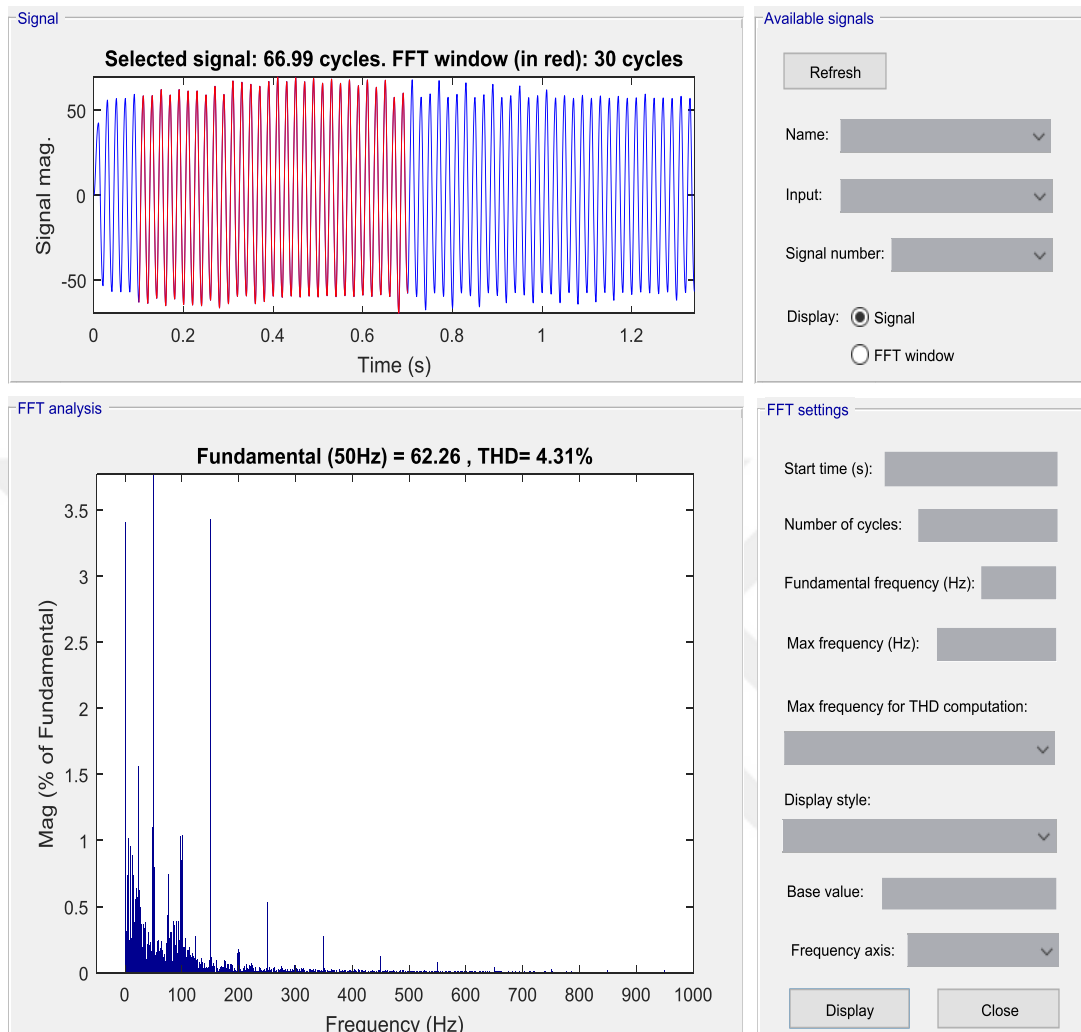 Signal
Selected signal: 66.99 cycles. FFT window (in red): 30 cycles
50
0
-50
Signal mag.
0 0.2 0.4 0.6 0.8 1 1.2
Time (s)
Available signals
Refresh
Name:
Input:
Signal number:
Display: Signal
FFT window
FFT analysis
Fundamental (50Hz) = 62.26 , THD= 4.31%
3.5
3
2.5
2
1.5
1
0.5
0
Mag (% of Fundamental)
0 100 200 300 400 500 600 700 800 900 1000
Frequency (Hz)
FFT settings
Start time (s):
Number of cycles:
Fundamental frequency (Hz):
Max frequency (Hz):
Max frequency for THD computation:
Display style:
Base value:
Frequency axis:
Display Close